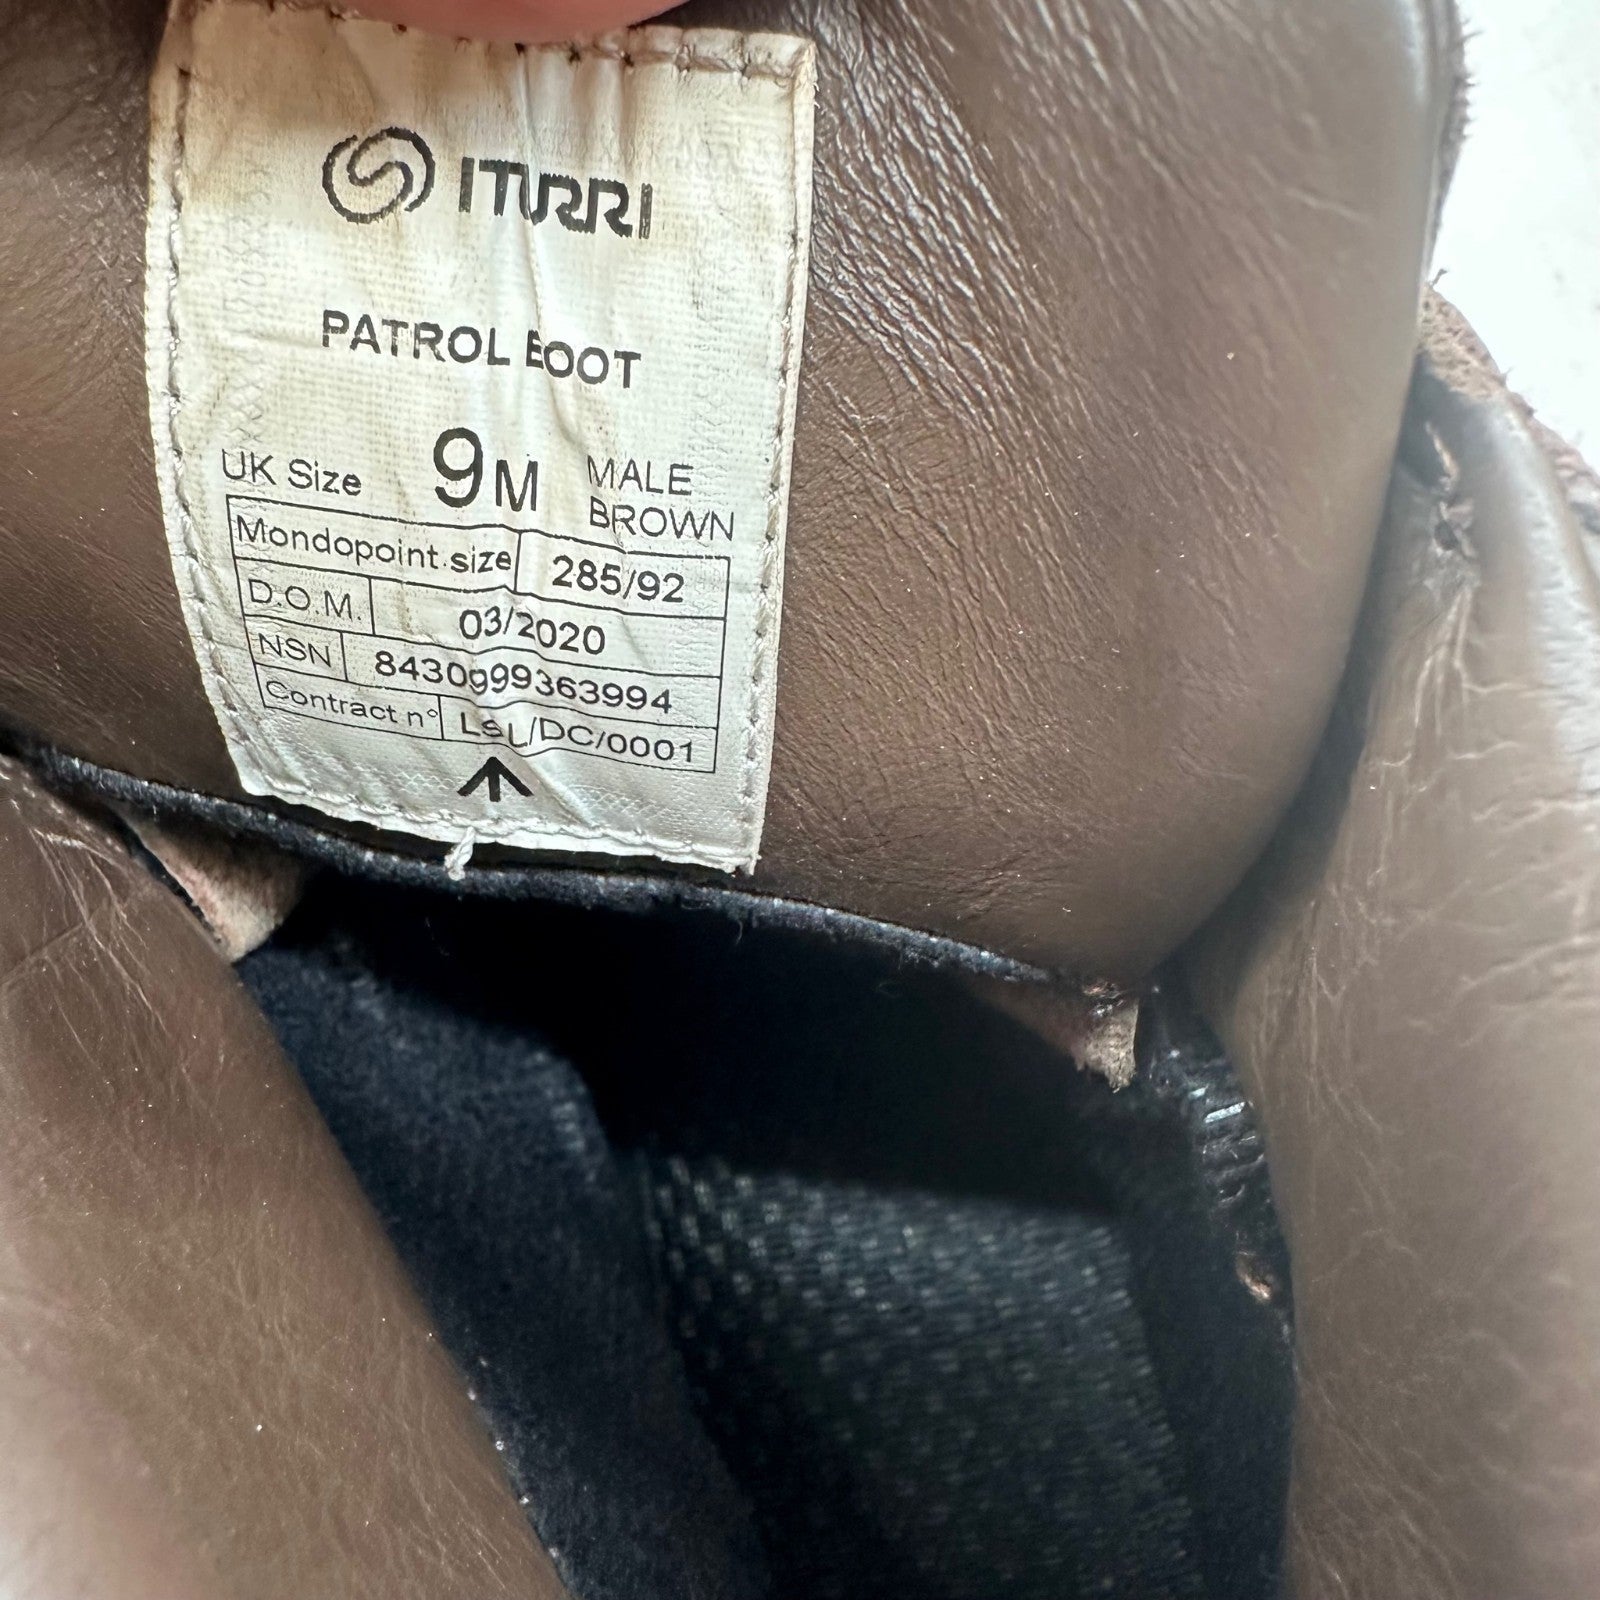 ITURRI
PATROL BOOT
UK Size 9M MALE
BROWN
Mondopoint.size 285/92
D.O.M. 03/2020
NSN 8430999363994
Contract n° LSL/DC/0001